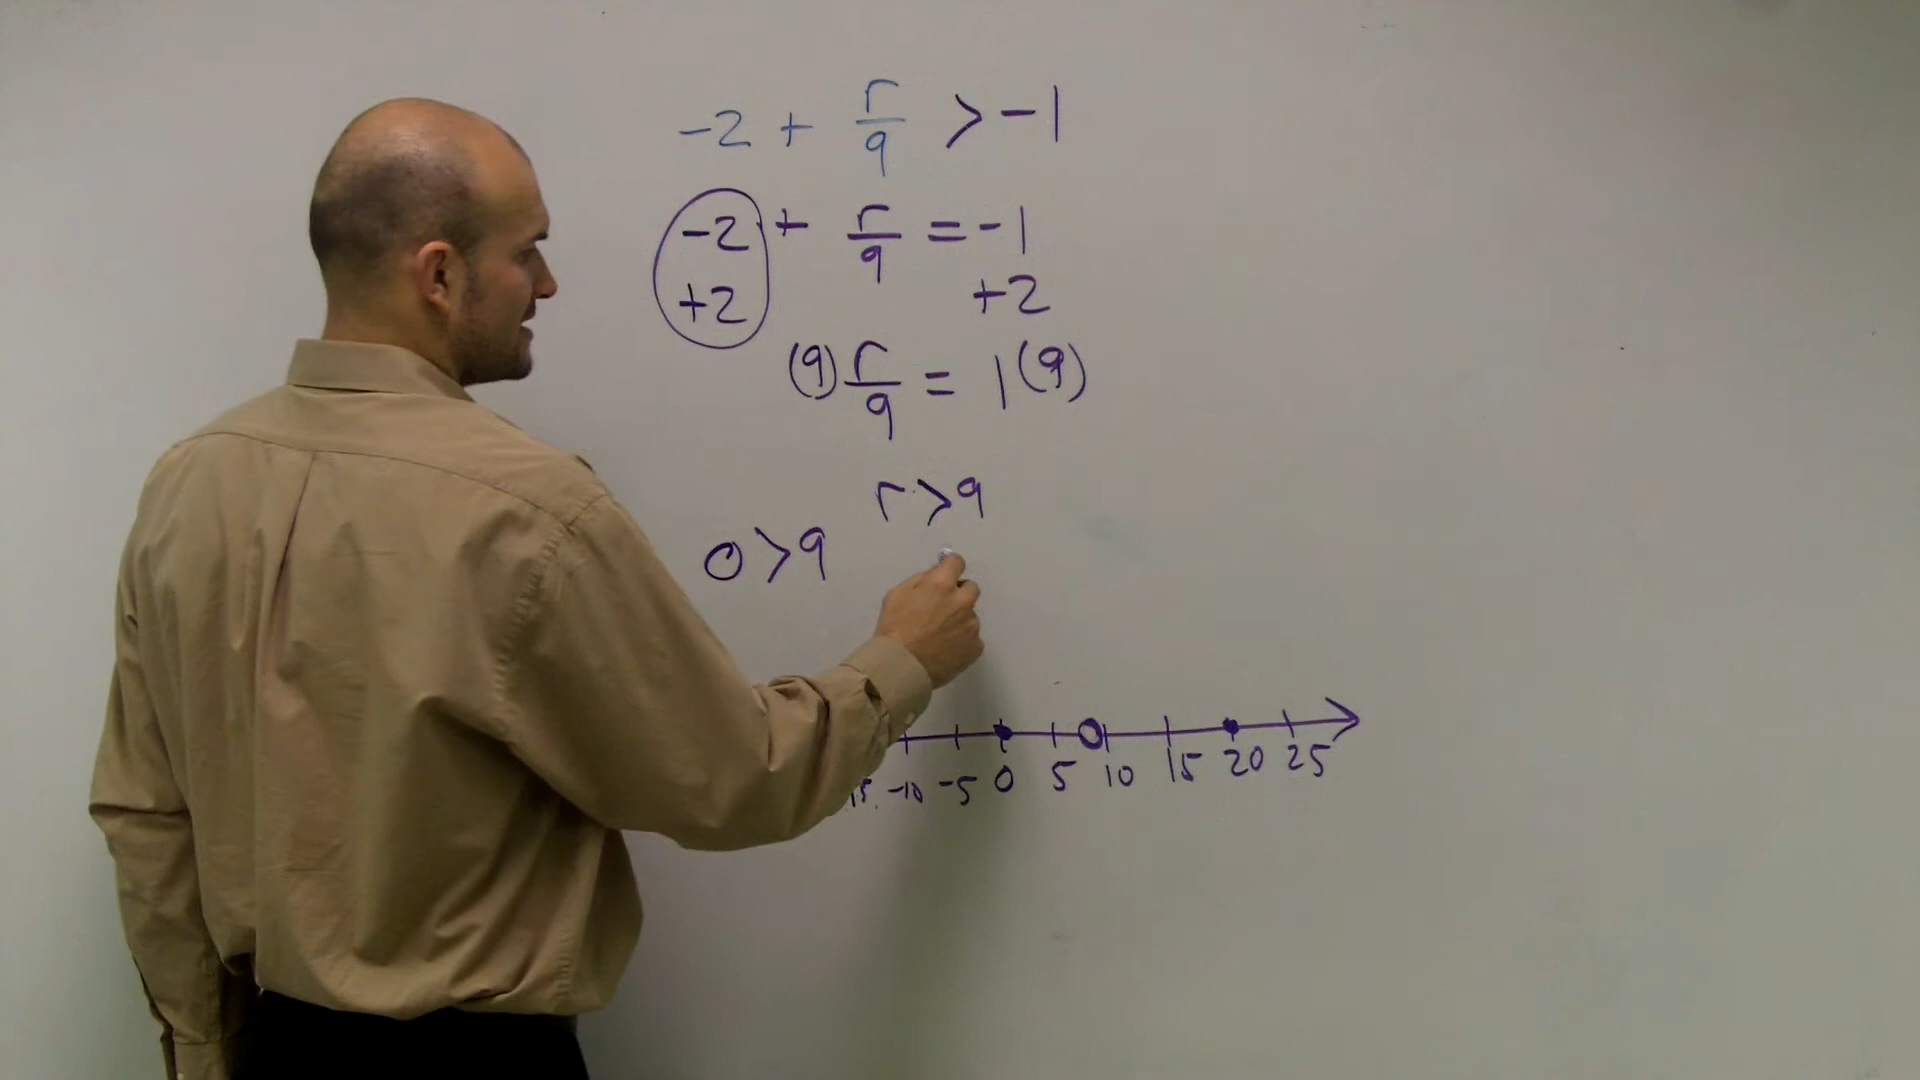 -2 + r/9 > -1
-2 + r/9 = -1
+2 +2
(9) r/9 = 1 (9)
r > 9
0 > 9
15 -10 -5 0 5 10 15 20 25